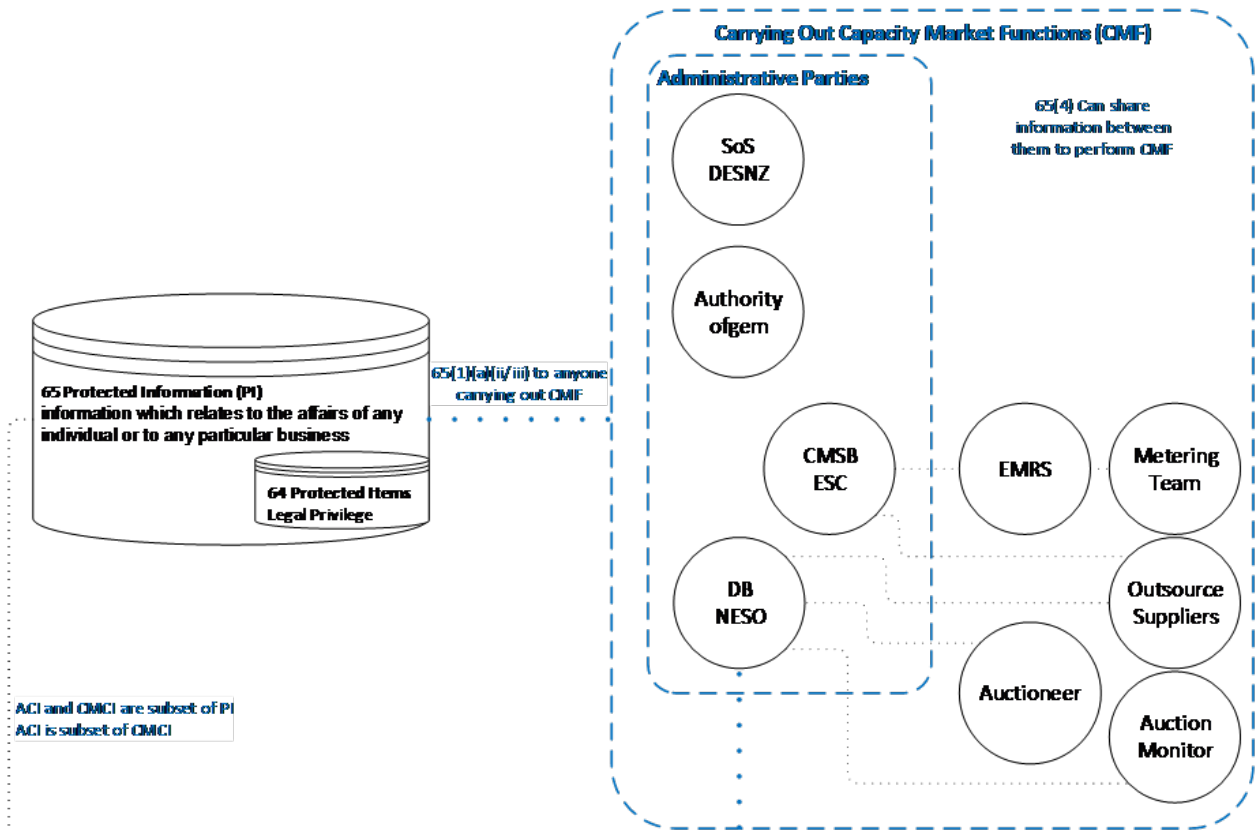 Carrying Out Capacity Market Functions (CMF)
Administrative Parties
65(4) Can share
information between
them to perform CMF
SoS
DESNZ
Authority
ofgem
65 Protected Information (PI)
information which relates to the affairs of any
individual or to any particular business
64 Protected Items
Legal Privilege
65(1)(a)(ii/iii) to anyone
carrying out CMF
CMSB
ESC
EMRS
Metering
Team
DB
NESO
Outsource
Suppliers
Auctioneer
Auction
Monitor
ACI and CMCI are subset of PI
ACI is subset of CMCI